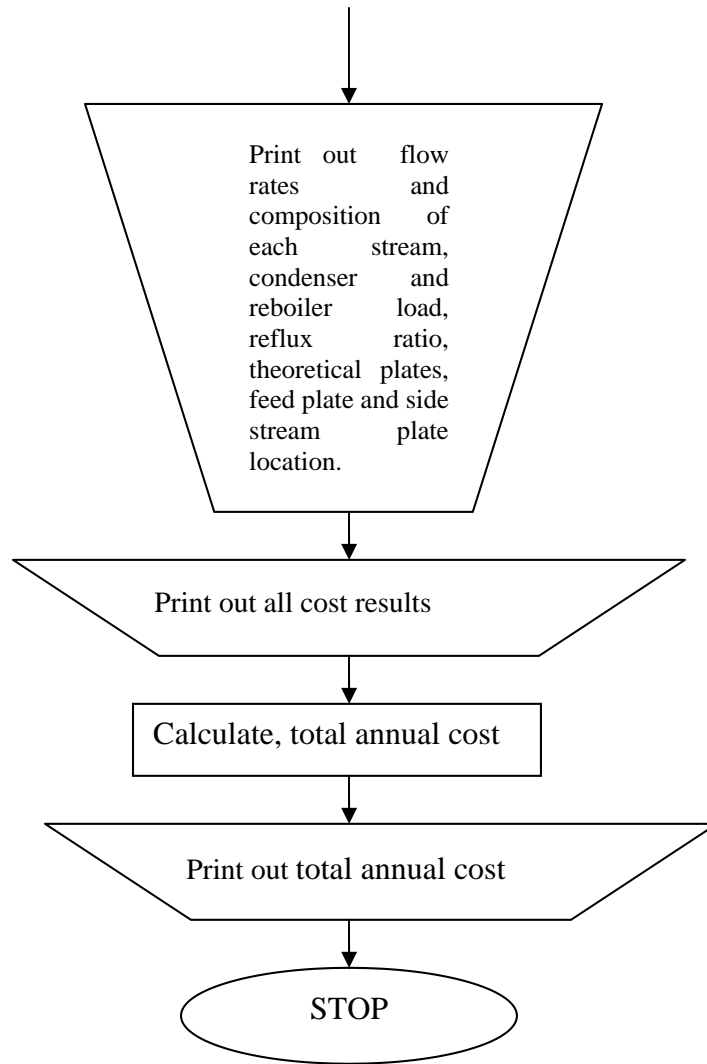 Print out flow
rates and
composition of
each stream,
condenser and
reboiler load,
reflux ratio,
theoretical plates,
feed plate and side
stream plate
location.
Print out all cost results
Calculate, total annual cost
Print out total annual cost
STOP